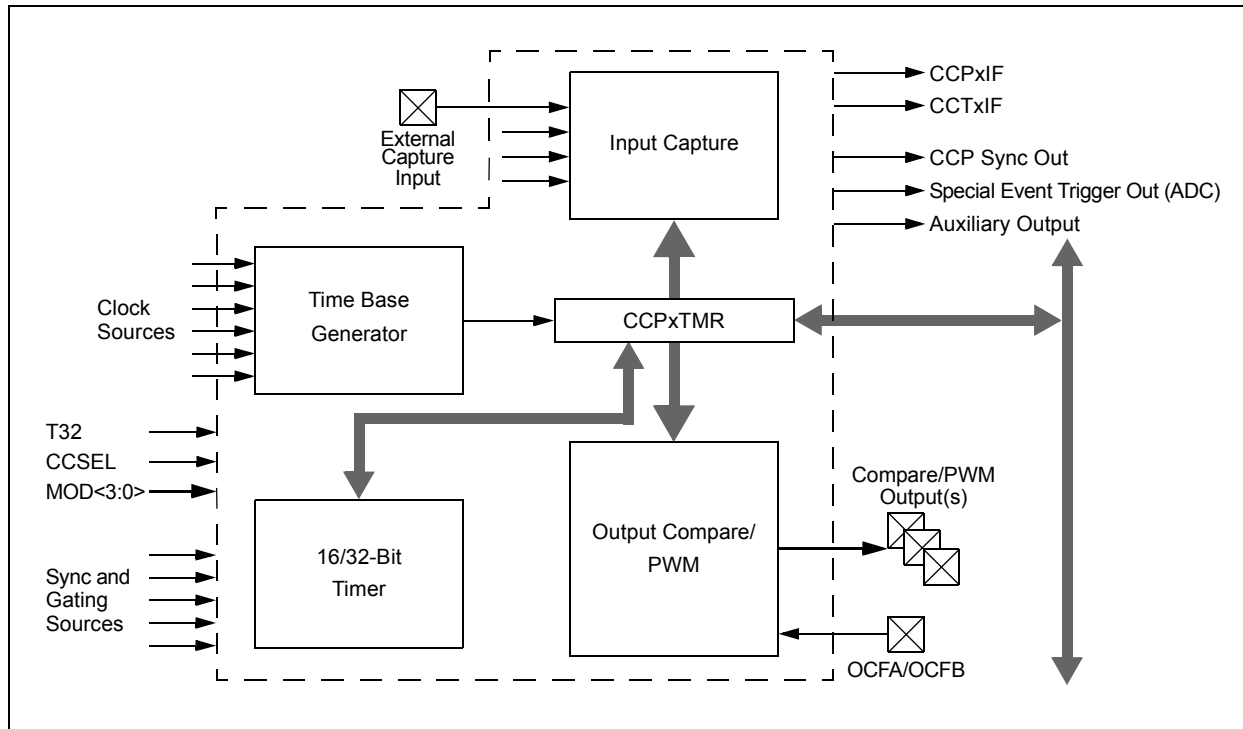 CCPxIF
CCTxIF
CCP Sync Out
Special Event Trigger Out (ADC)
Auxiliary Output
External
Capture
Input
Input Capture
Clock
Sources
Time Base
Generator
CCPxTMR
T32
CCSEL
MOD<3:0>
Sync and
Gating
Sources
16/32-Bit
Timer
Output Compare/
PWM
Compare/PWM
Output(s)
OCFA/OCFB